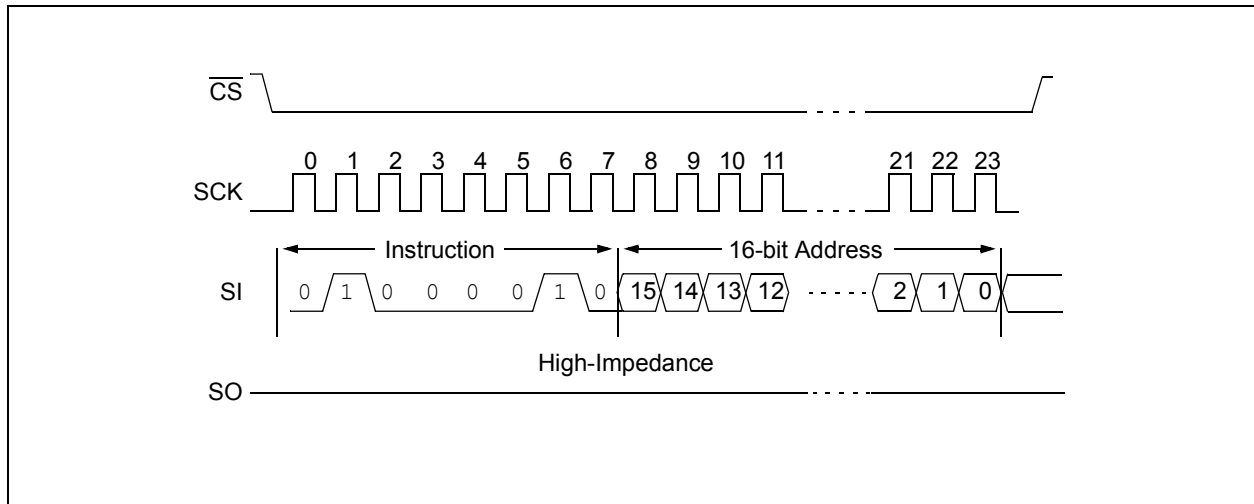 CS
0 1 2 3 4 5 6 7 8 9 10 11 21 22 23
SCK
Instruction 16-bit Address
SI 0 1 0 0 0 0 1 0 15 14 13 12 2 1 0
High-Impedance
SO